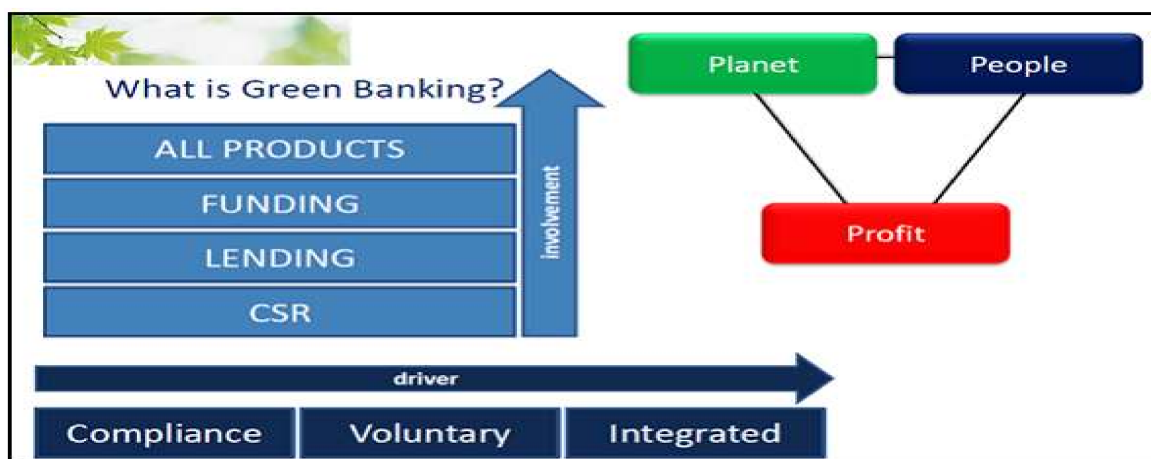 What is Green Banking?
ALL PRODUCTS
FUNDING
LENDING
CSR
involvement
driver
Compliance
Voluntary
Integrated
Planet
People
Profit